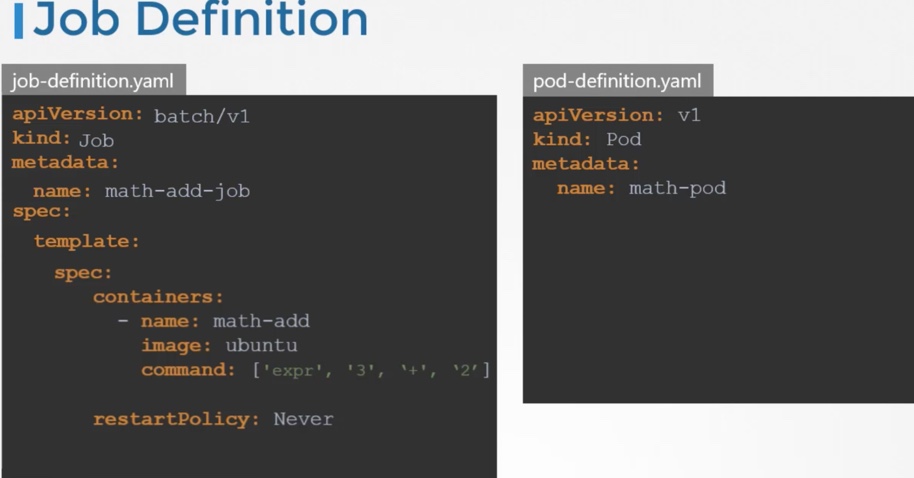 Job Definition
job-definition.yaml
apiVersion: batch/v1
kind: Job
metadata:
name: math-add-job
spec:
template:
spec:
containers:
- name: math-add
image: ubuntu
command: ['expr', '3', ‘+’, ‘2’]
restartPolicy: Never
pod-definition.yaml
apiVersion: v1
kind: Pod
metadata:
name: math-pod